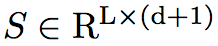 S ∈ R^{L×(d+1)}